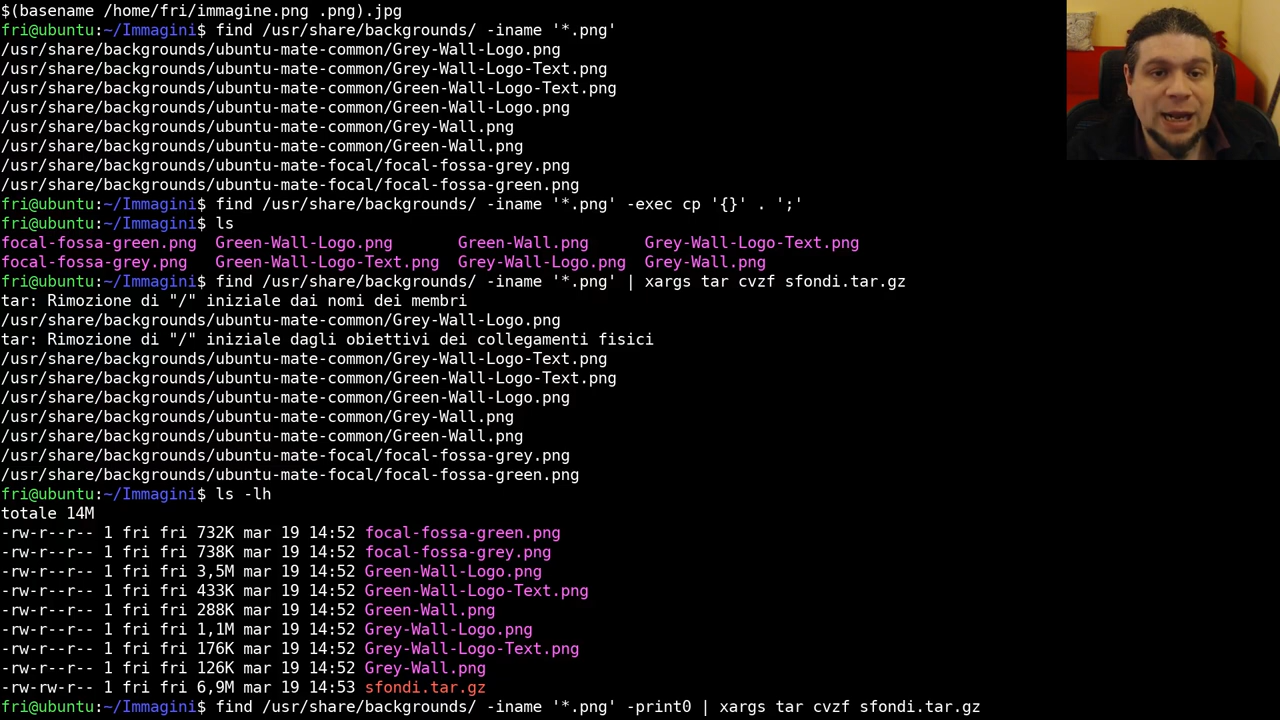 $(basename /home/fri/immagine.png .png).jpg
fri@ubuntu:~/Immagini$ find /usr/share/backgrounds/ -iname '*.png'
/usr/share/backgrounds/ubuntu-mate-common/Grey-Wall-Logo.png
/usr/share/backgrounds/ubuntu-mate-common/Grey-Wall-Logo-Text.png
/usr/share/backgrounds/ubuntu-mate-common/Green-Wall-Logo-Text.png
/usr/share/backgrounds/ubuntu-mate-common/Green-Wall-Logo.png
/usr/share/backgrounds/ubuntu-mate-common/Grey-Wall.png
/usr/share/backgrounds/ubuntu-mate-common/Green-Wall.png
/usr/share/backgrounds/ubuntu-mate-focal/focal-fossa-grey.png
/usr/share/backgrounds/ubuntu-mate-focal/focal-fossa-green.png
fri@ubuntu:~/Immagini$ find /usr/share/backgrounds/ -iname '*.png' -exec cp '{}' . ';'
fri@ubuntu:~/Immagini$ ls
focal-fossa-green.png  Green-Wall-Logo.png       Green-Wall.png      Grey-Wall-Logo-Text.png
focal-fossa-grey.png   Green-Wall-Logo-Text.png  Grey-Wall-Logo.png  Grey-Wall.png
fri@ubuntu:~/Immagini$ find /usr/share/backgrounds/ -iname '*.png' | xargs tar cvzf sfondi.tar.gz
tar: Rimozione di "/" iniziale dai nomi dei membri
/usr/share/backgrounds/ubuntu-mate-common/Grey-Wall-Logo.png
tar: Rimozione di "/" iniziale dagli obiettivi dei collegamenti fisici
/usr/share/backgrounds/ubuntu-mate-common/Grey-Wall-Logo-Text.png
/usr/share/backgrounds/ubuntu-mate-common/Green-Wall-Logo-Text.png
/usr/share/backgrounds/ubuntu-mate-common/Green-Wall-Logo.png
/usr/share/backgrounds/ubuntu-mate-common/Grey-Wall.png
/usr/share/backgrounds/ubuntu-mate-common/Green-Wall.png
/usr/share/backgrounds/ubuntu-mate-focal/focal-fossa-grey.png
/usr/share/backgrounds/ubuntu-mate-focal/focal-fossa-green.png
fri@ubuntu:~/Immagini$ ls -lh
totale 14M
-rw-r--r-- 1 fri fri 732K mar 19 14:52 focal-fossa-green.png
-rw-r--r-- 1 fri fri 738K mar 19 14:52 focal-fossa-grey.png
-rw-r--r-- 1 fri fri 3,5M mar 19 14:52 Green-Wall-Logo.png
-rw-r--r-- 1 fri fri 433K mar 19 14:52 Green-Wall-Logo-Text.png
-rw-r--r-- 1 fri fri 288K mar 19 14:52 Green-Wall.png
-rw-r--r-- 1 fri fri 1,1M mar 19 14:52 Grey-Wall-Logo.png
-rw-r--r-- 1 fri fri 176K mar 19 14:52 Grey-Wall-Logo-Text.png
-rw-r--r-- 1 fri fri 126K mar 19 14:52 Grey-Wall.png
-rw-rw-r-- 1 fri fri 6,9M mar 19 14:53 sfondi.tar.gz
fri@ubuntu:~/Immagini$ find /usr/share/backgrounds/ -iname '*.png' -print0 | xargs tar cvzf sfondi.tar.gz